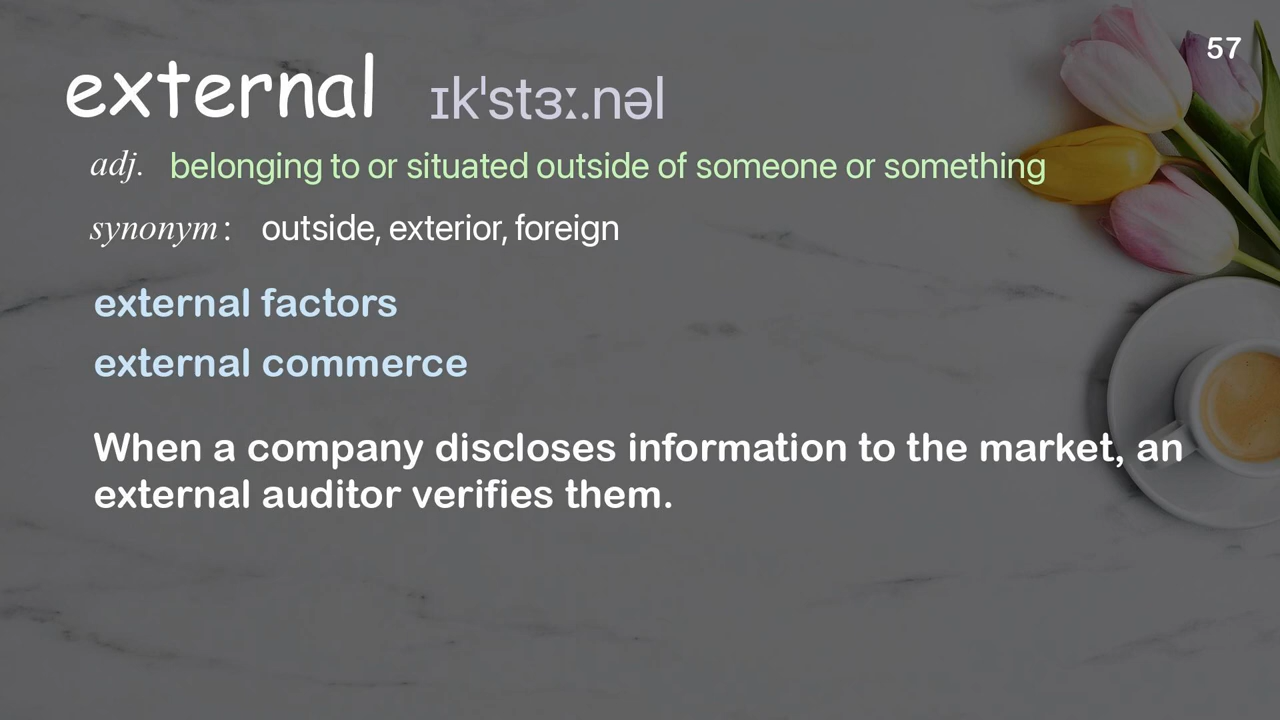 57
external ɪkˈstɜː.nəl
adj. belonging to or situated outside of someone or something
synonym: outside, exterior, foreign
external factors
external commerce
When a company discloses information to the market, an
external auditor verifies them.